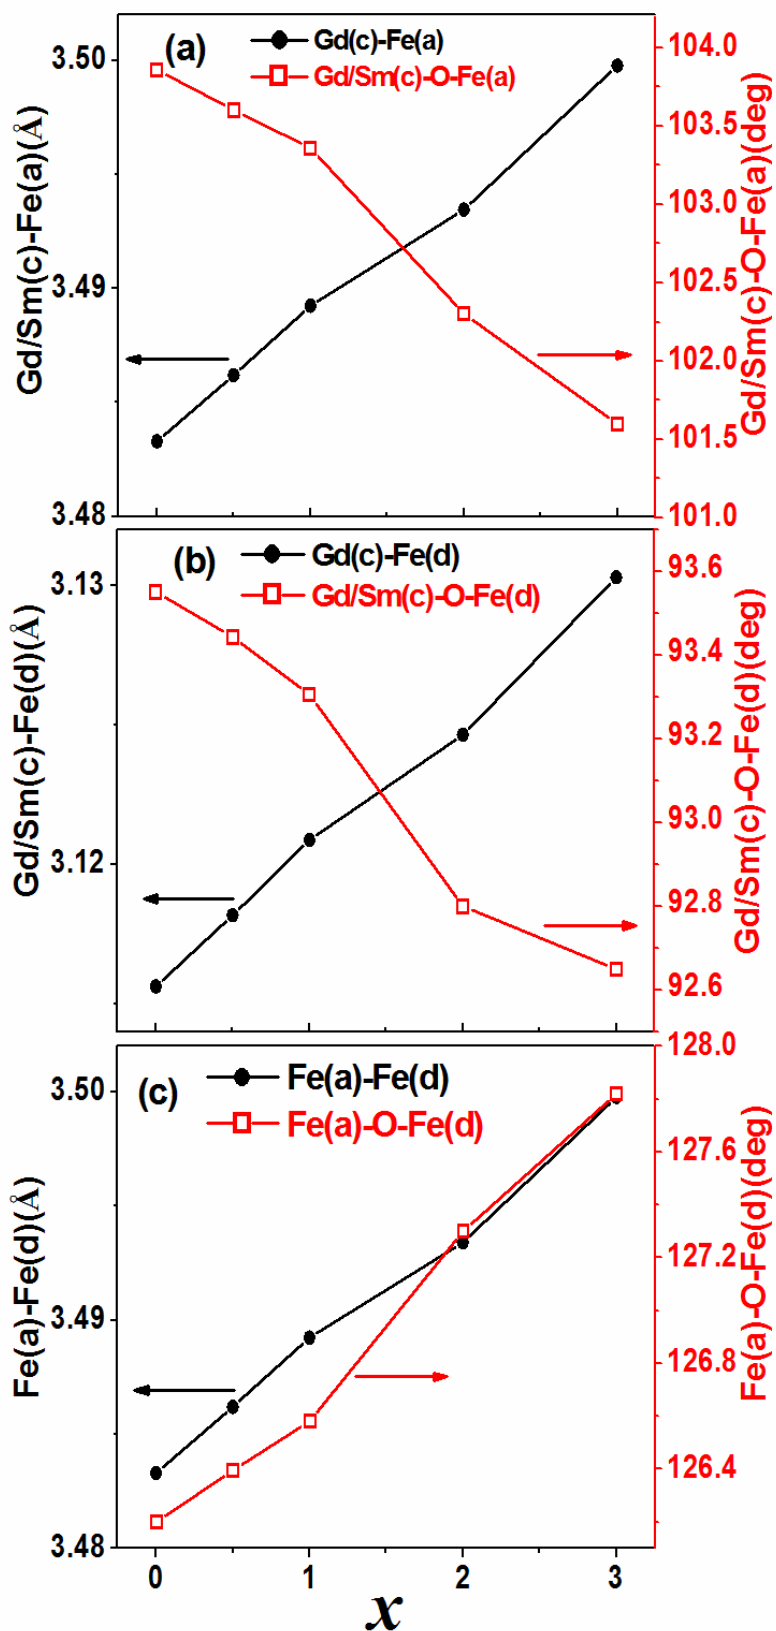 (a)
Gd(c)-Fe(a)
Gd/Sm(c)-O-Fe(a)
Gd/Sm(c)-Fe(a)(Å)
3.50
3.49
3.48
104.0
103.5
103.0
102.5
102.0
101.5
101.0
Gd/Sm(c)-O-Fe(a)(deg)
(b)
Gd(c)-Fe(d)
Gd/Sm(c)-O-Fe(d)
Gd/Sm(c)-Fe(d)(Å)
3.13
3.12
93.6
93.4
93.2
93.0
92.8
92.6
Gd/Sm(c)-O-Fe(d)(deg)
(c)
Fe(a)-Fe(d)
Fe(a)-O-Fe(d)
Fe(a)-Fe(d)(Å)
3.50
3.49
3.48
128.0
127.6
127.2
126.8
126.4
Fe(a)-O-Fe(d)(deg)
0 1 2 3
x